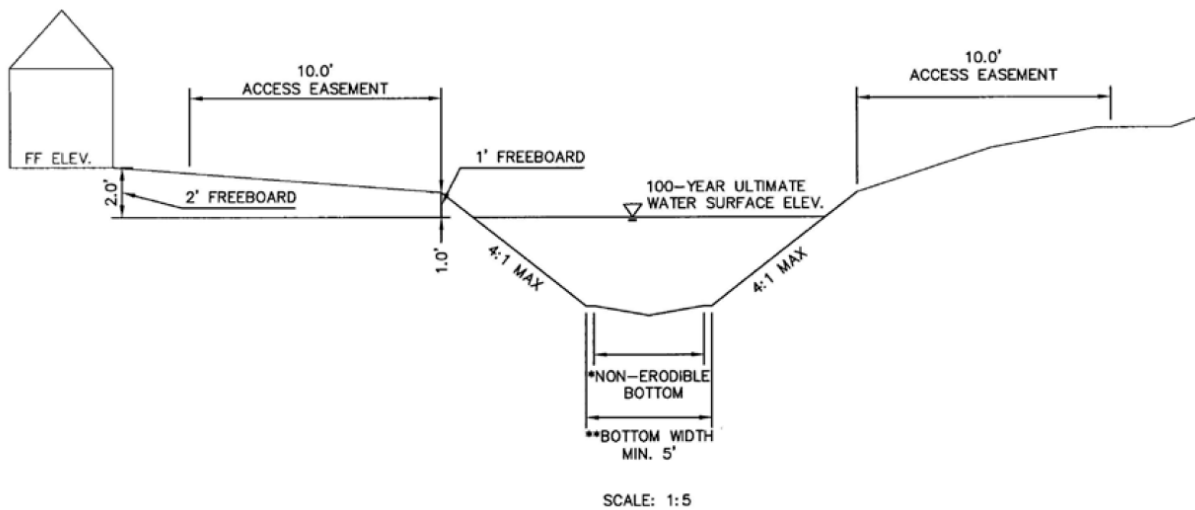 10.0'
ACCESS EASEMENT
10.0'
ACCESS EASEMENT
FF ELEV.
1' FREEBOARD
2.0'
2' FREEBOARD
100-YEAR ULTIMATE
WATER SURFACE ELEV.
1.0'
4:1 MAX
4:1 MAX
*NON-ERODIBLE
BOTTOM
**BOTTOM WIDTH
MIN. 5'
SCALE: 1:5